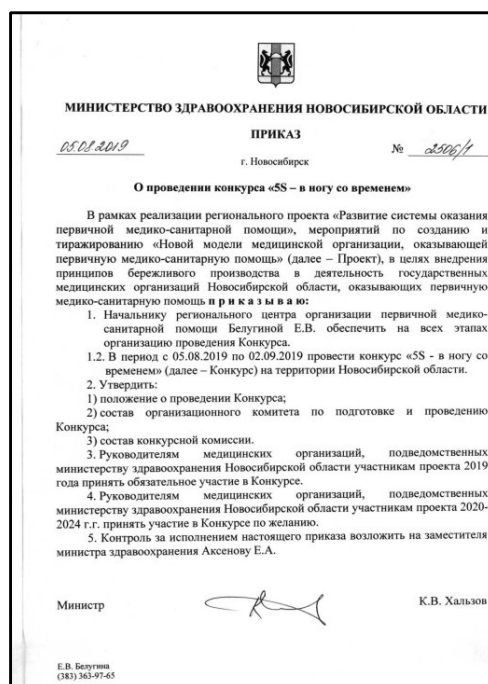 МИНИСТЕРСТВО ЗДРАВООХРАНЕНИЯ НОВОСИБИРСКОЙ ОБЛАСТИ
ПРИКАЗ
05.08.2019 № 2506/1
г. Новосибирск
О проведении конкурса «5S – в ногу со временем»
В рамках реализации регионального проекта «Развитие системы оказания
первичной медико-санитарной помощи», мероприятий по созданию и
тиражированию «Новой модели медицинской организации, оказывающей
первичную медико-санитарную помощь» (далее – Проект), в целях внедрения
принципов бережливого производства в деятельность государственных
медицинских организаций Новосибирской области, оказывающих первичную
медико-санитарную помощь п р и к а з ы в а ю:
1. Начальнику регионального центра организации первичной медико-
санитарной помощи Белугиной Е.В. обеспечить на всех этапах
организацию проведения Конкурса.
1.2. В период с 05.08.2019 по 02.09.2019 провести конкурс «5S - в ногу со
временем» (далее – Конкурс) на территории Новосибирской области.
2. Утвердить:
1) положение о проведении Конкурса;
2) состав организационного комитета по подготовке и проведению
Конкурса;
3) состав конкурсной комиссии.
3. Руководителям медицинских организаций, подведомственных
министерству здравоохранения Новосибирской области участникам проекта 2019
года принять обязательное участие в Конкурсе.
4. Руководителям медицинских организаций, подведомственных
министерству здравоохранения Новосибирской области участникам проекта 2020-
2024 г.г. принять участие в Конкурсе по желанию.
5. Контроль за исполнением настоящего приказа возложить на заместителя
министра здравоохранения Аксенову Е.А.
Министр К.В. Хальзов
Е.В. Белугина
(383) 363-97-65